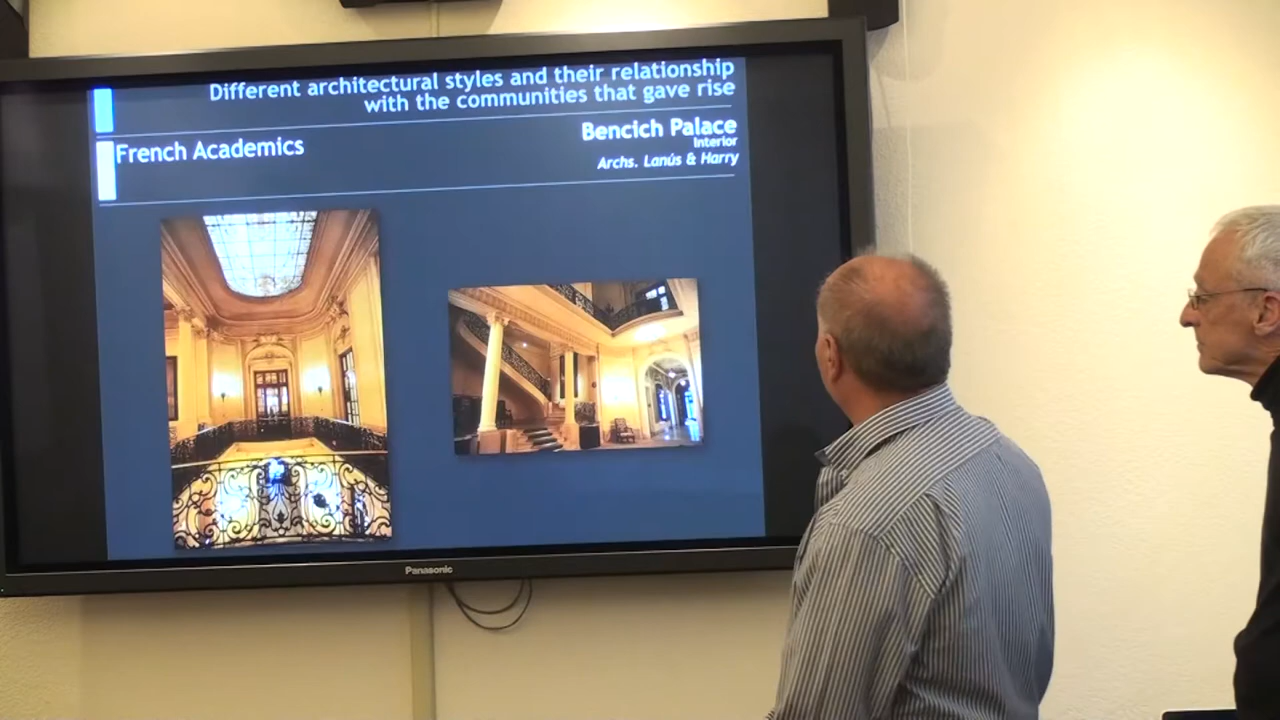 Different architectural styles and their relationship
with the communities that gave rise
French Academics
Bencich Palace
Interior
Archs. Lanús & Harry
Panasonic